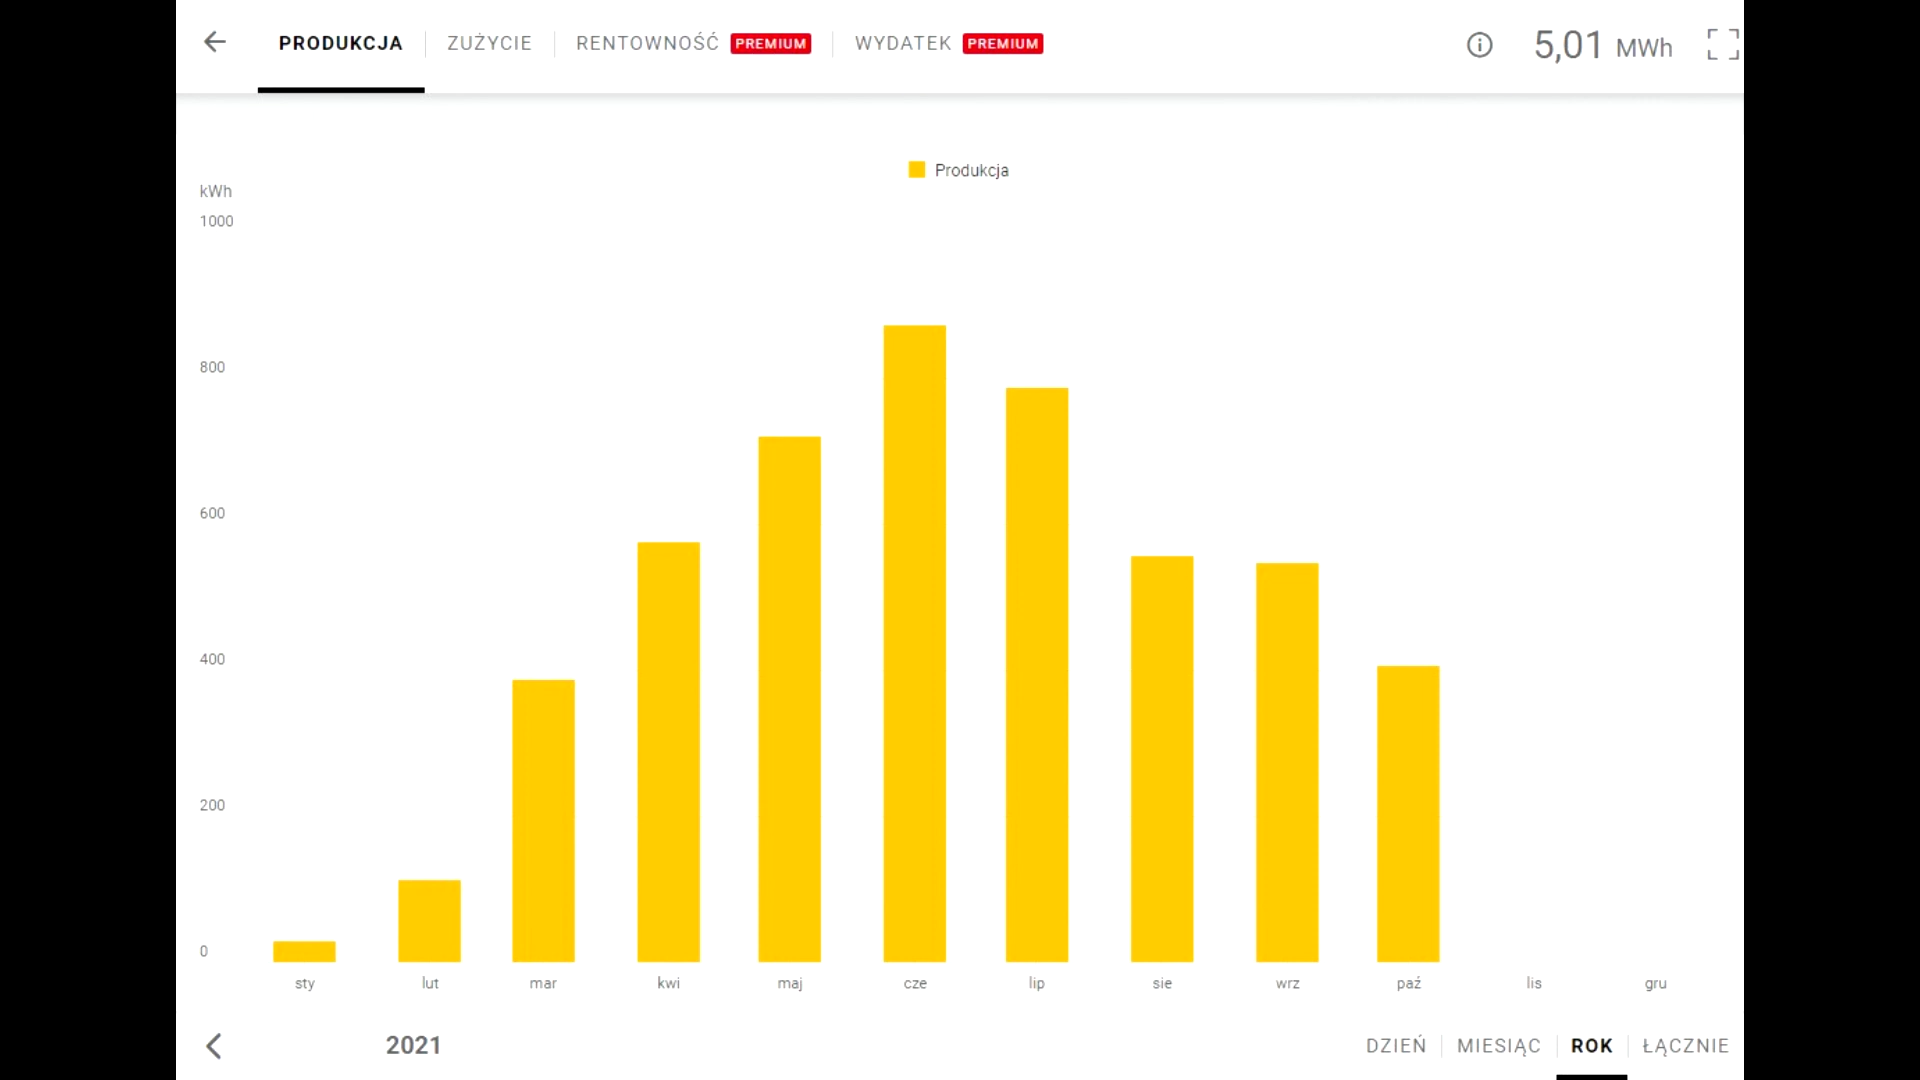 PRODUKCJA ZUŻYCIE RENTOWNOŚĆ PREMIUM WYDATEK PREMIUM 5,01 MWh
Produkcja
kWh
1000
800
600
400
200
0
sty lut mar kwi maj cze lip sie wrz paź lis gru
2021 DZIEŃ MIESIĄC ROK ŁĄCZNIE